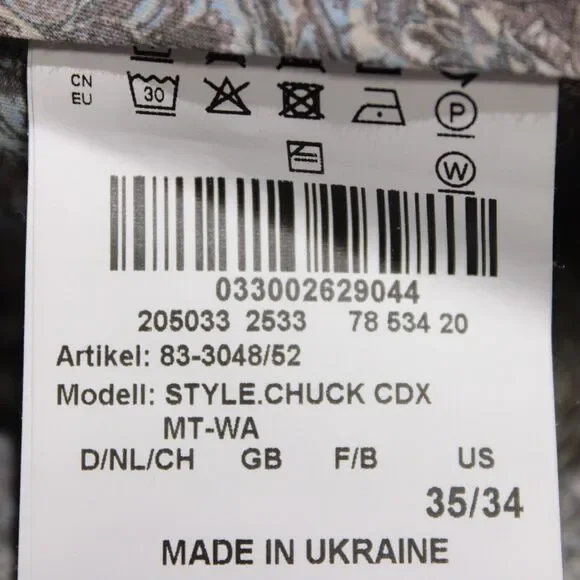 CN
EU
30
P
W
033002629044
205033 2533 78 534 20
Artikel: 83-3048/52
Modell: STYLE.CHUCK CDX
MT-WA
D/NL/CH GB F/B US
35/34
MADE IN UKRAINE